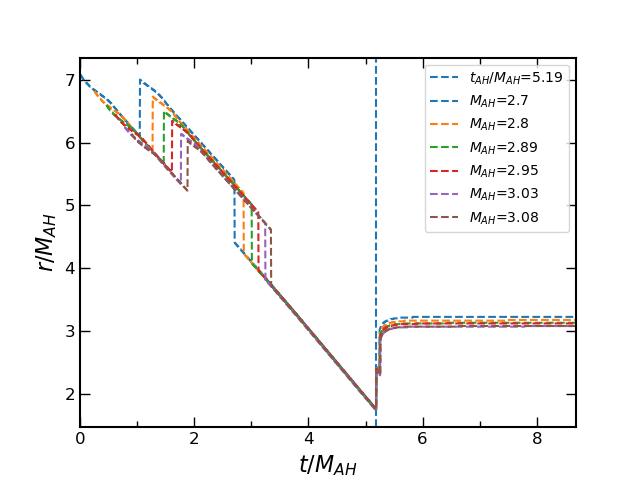 t_AH/M_AH=5.19
M_AH=2.7
M_AH=2.8
M_AH=2.89
M_AH=2.95
M_AH=3.03
M_AH=3.08
7
6
5
4
3
2
r/M_AH
0 2 4 6 8
t/M_AH